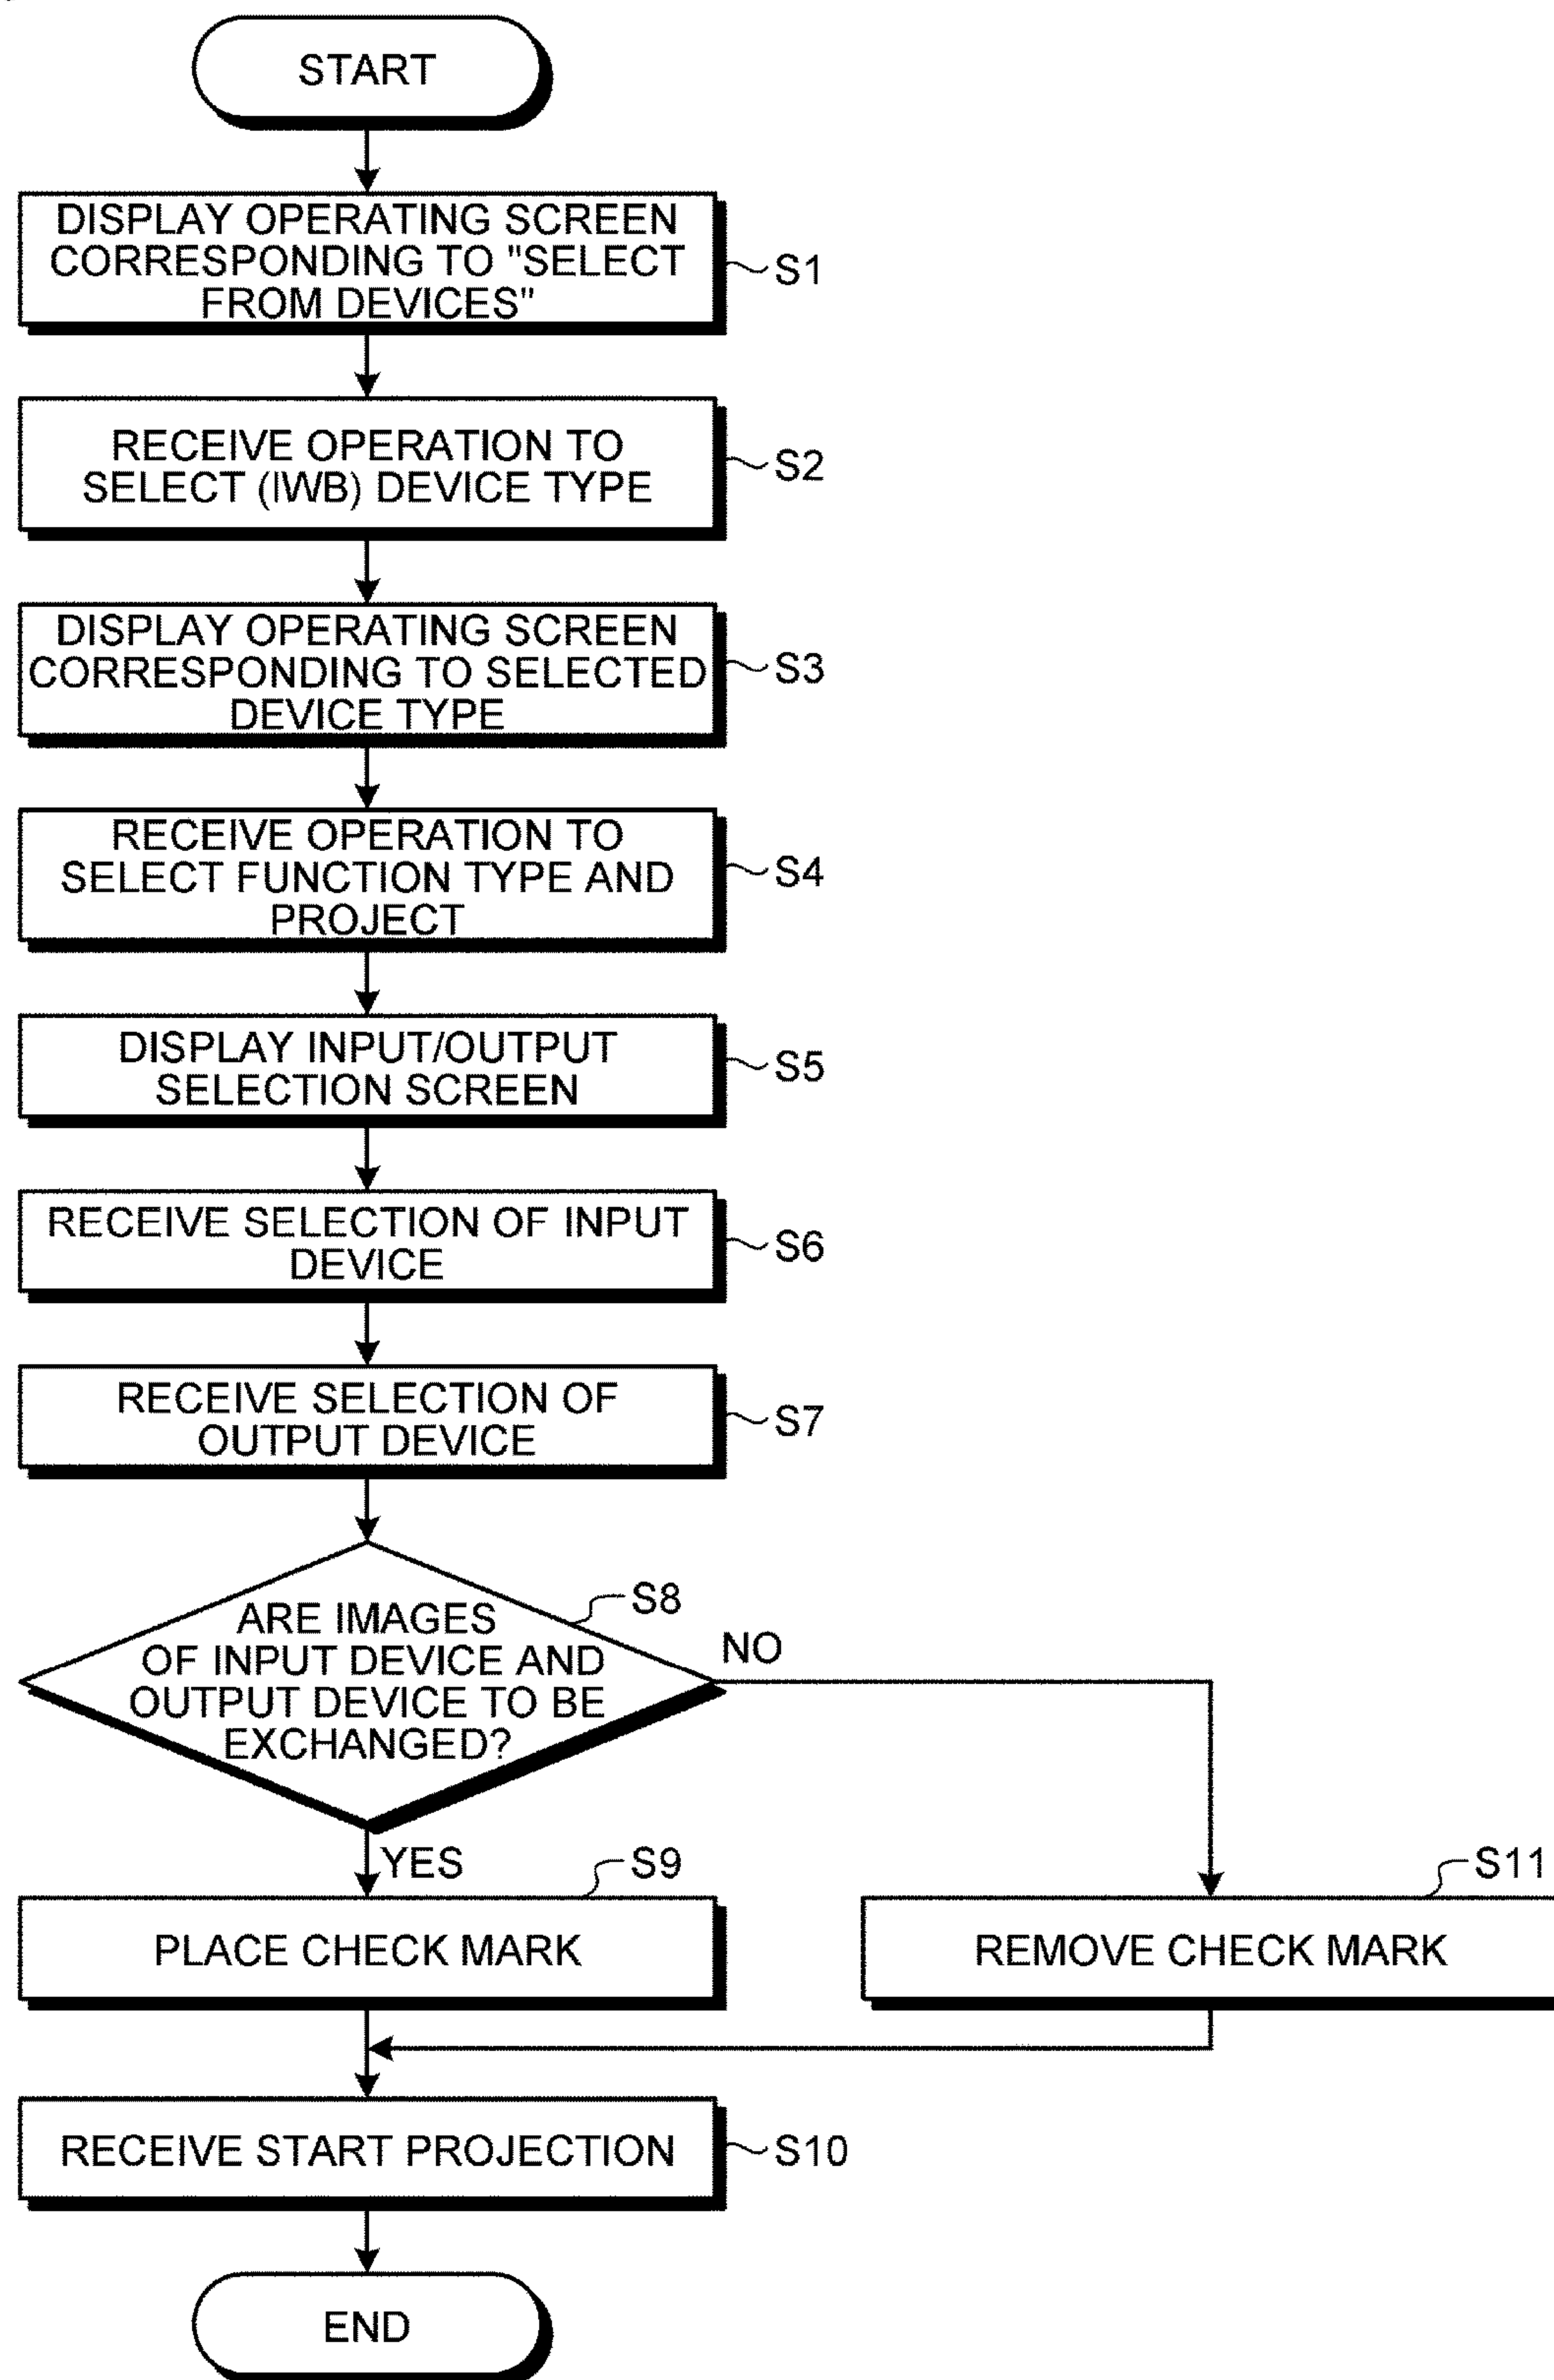 START
DISPLAY OPERATING SCREEN
CORRESPONDING TO "SELECT
FROM DEVICES"
S1
RECEIVE OPERATION TO
SELECT (IWB) DEVICE TYPE
S2
DISPLAY OPERATING SCREEN
CORRESPONDING TO SELECTED
DEVICE TYPE
S3
RECEIVE OPERATION TO
SELECT FUNCTION TYPE AND
PROJECT
S4
DISPLAY INPUT/OUTPUT
SELECTION SCREEN
S5
RECEIVE SELECTION OF INPUT
DEVICE
S6
RECEIVE SELECTION OF
OUTPUT DEVICE
S7
ARE IMAGES
OF INPUT DEVICE AND
OUTPUT DEVICE TO BE
EXCHANGED?
S8
NO
YES
S9
PLACE CHECK MARK
S11
REMOVE CHECK MARK
RECEIVE START PROJECTION
S10
END